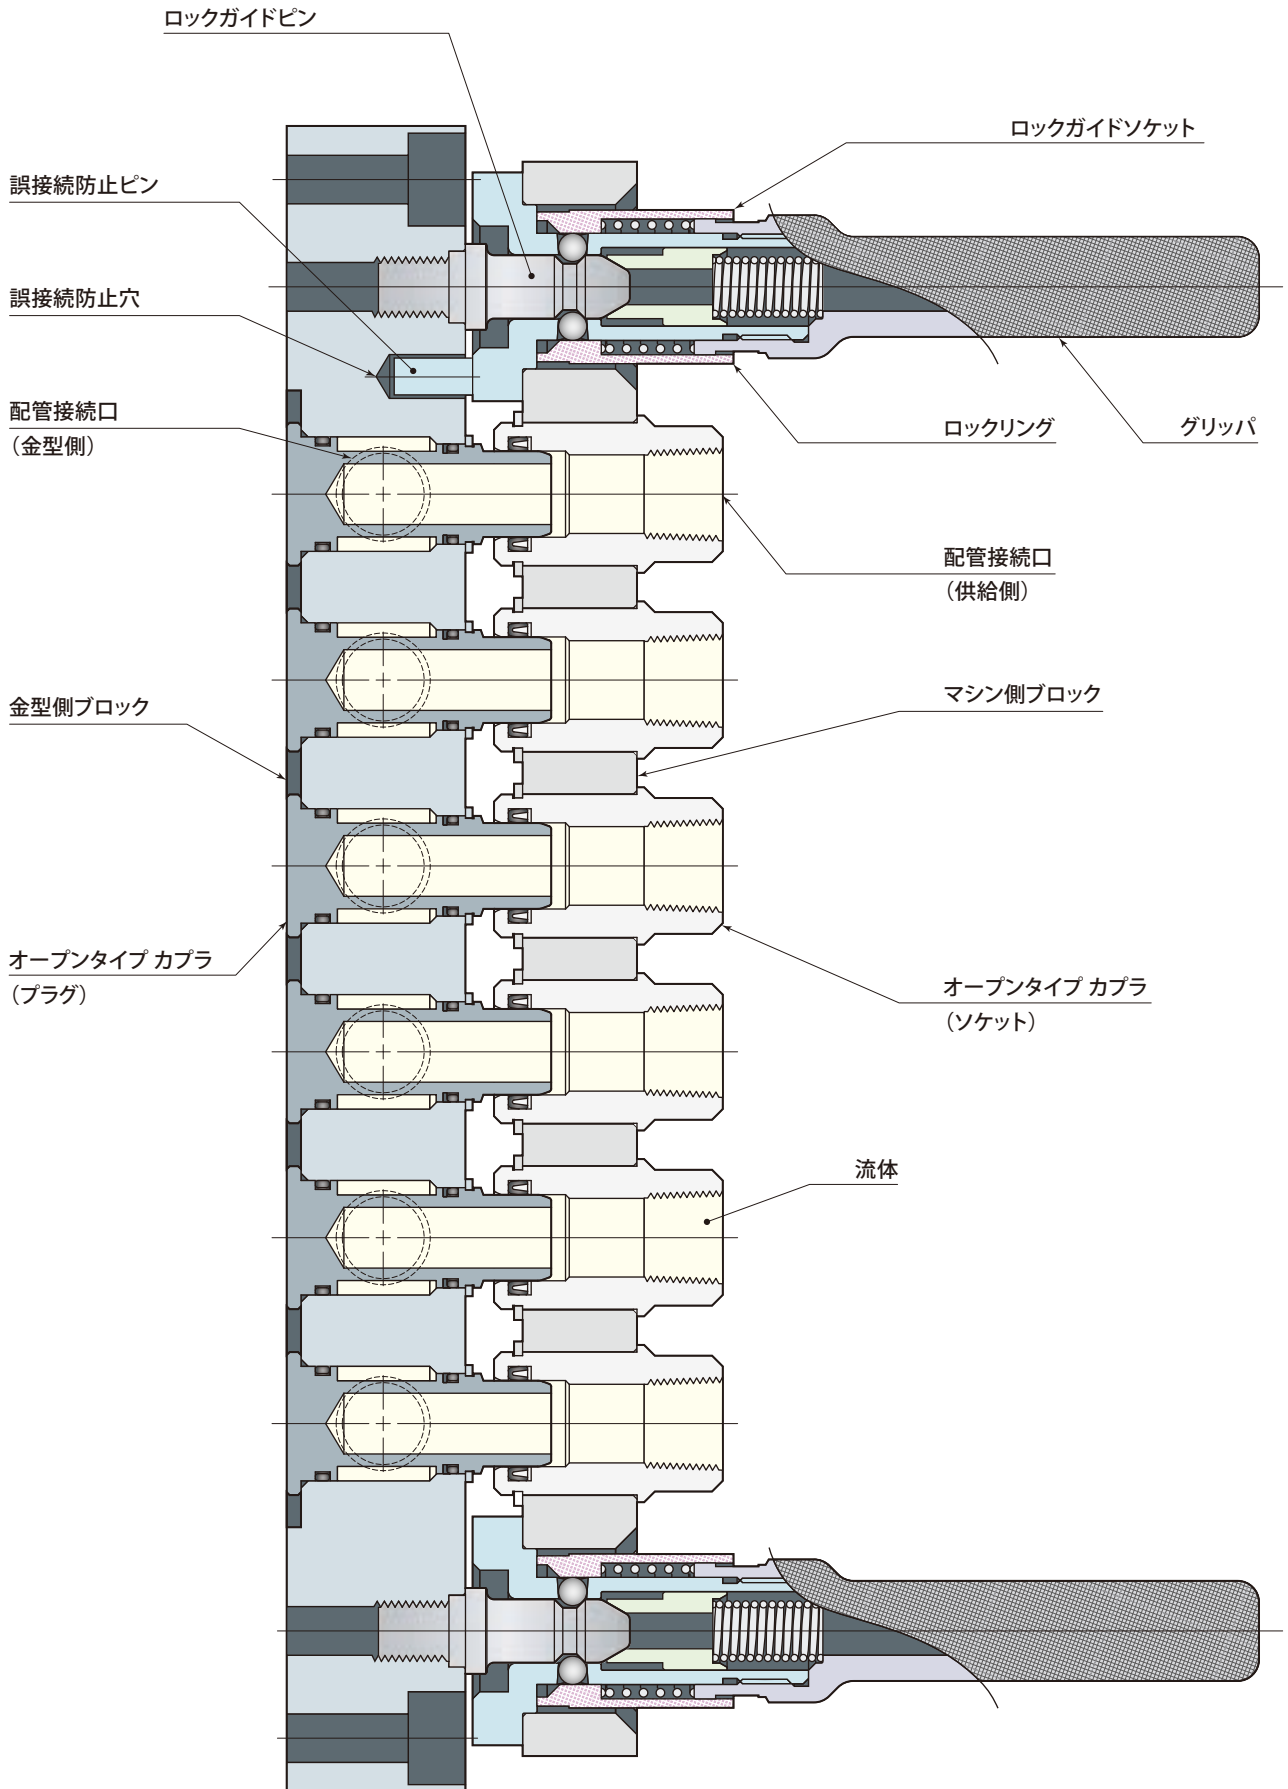 ロックガイドピン
ロックガイドソケット
誤接続防止ピン
誤接続防止穴
配管接続口
（金型側）
ロックリング
グリッパ
配管接続口
（供給側）
マシン側ブロック
金型側ブロック
オープンタイプ カプラ
（プラグ）
オープンタイプ カプラ
（ソケット）
流体